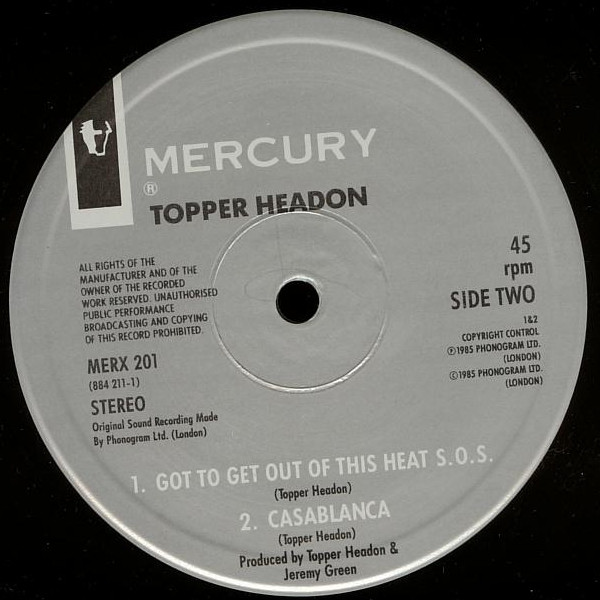 MERCURY
®
TOPPER HEADON
ALL RIGHTS OF THE
MANUFACTURER AND OF THE
OWNER OF THE RECORDED
WORK RESERVED. UNAUTHORISED
PUBLIC PERFORMANCE
BROADCASTING AND COPYING
OF THIS RECORD PROHIBITED.
MERX 201
(884 211-1)
STEREO
Original Sound Recording Made
By Phonogram Ltd. (London)
45
rpm
SIDE TWO
1&2
COPYRIGHT CONTROL
℗1985 PHONOGRAM LTD.
(LONDON)
©1985 PHONOGRAM LTD.
(LONDON)
1. GOT TO GET OUT OF THIS HEAT S.O.S.
(Topper Headon)
2. CASABLANCA
(Topper Headon)
Produced by Topper Headon &
Jeremy Green